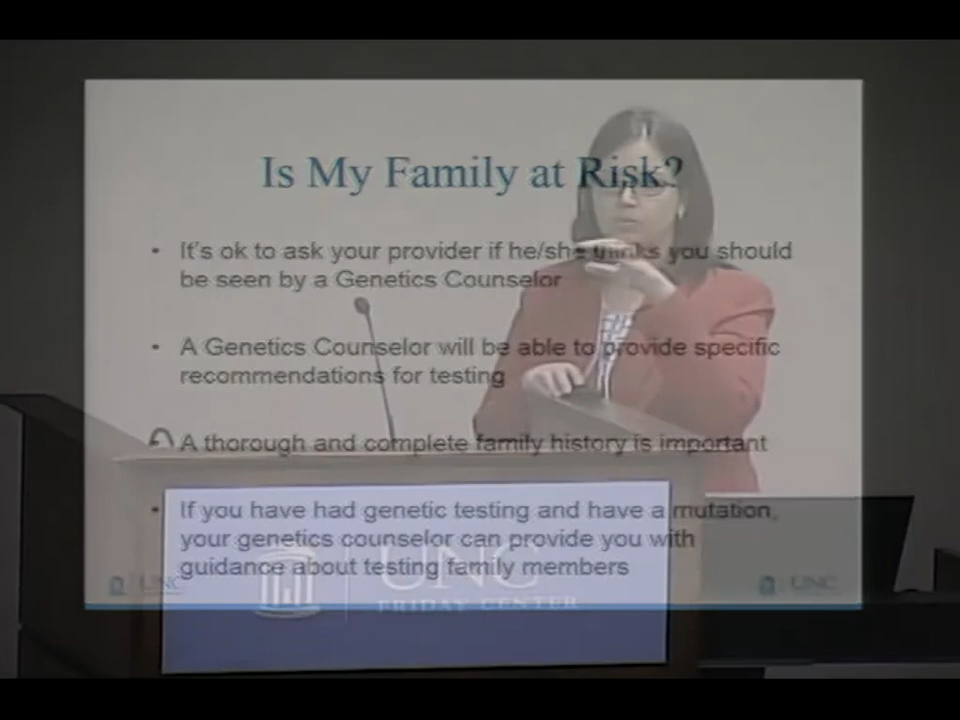 Is My Family at Risk?
• It's ok to ask your provider if he/she thinks you should
be seen by a Genetics Counselor
• A Genetics Counselor will be able to provide specific
recommendations for testing
A thorough and complete family history is important
• If you have had genetic testing and have a mutation,
your genetics counselor can provide you with
guidance about testing family members
UNC
FRIDAY CENTER
UNC
UNC